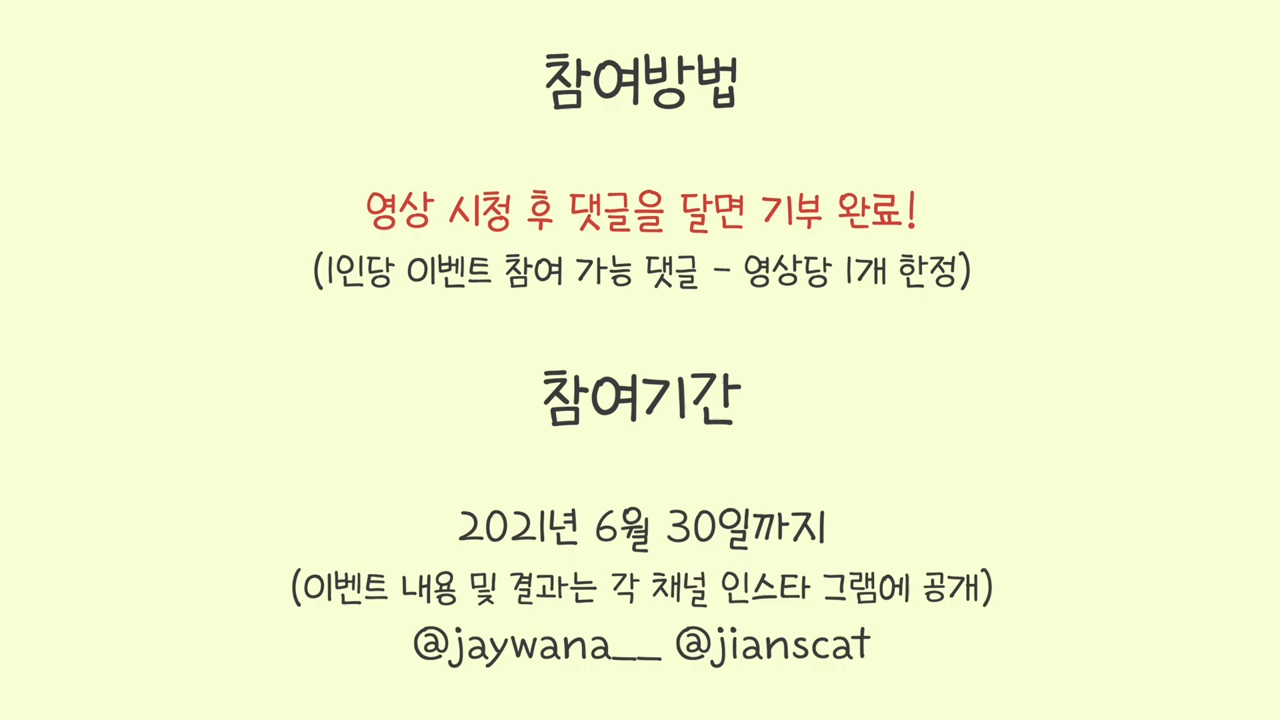 참여방법
영상 시청 후 댓글을 달면 기부 완료!
(1인당 이벤트 참여 가능 댓글 - 영상당 1개 한정)
참여기간
2021년 6월 30일까지
(이벤트 내용 및 결과는 각 채널 인스타 그램에 공개)
@jaywana__ @jianscat